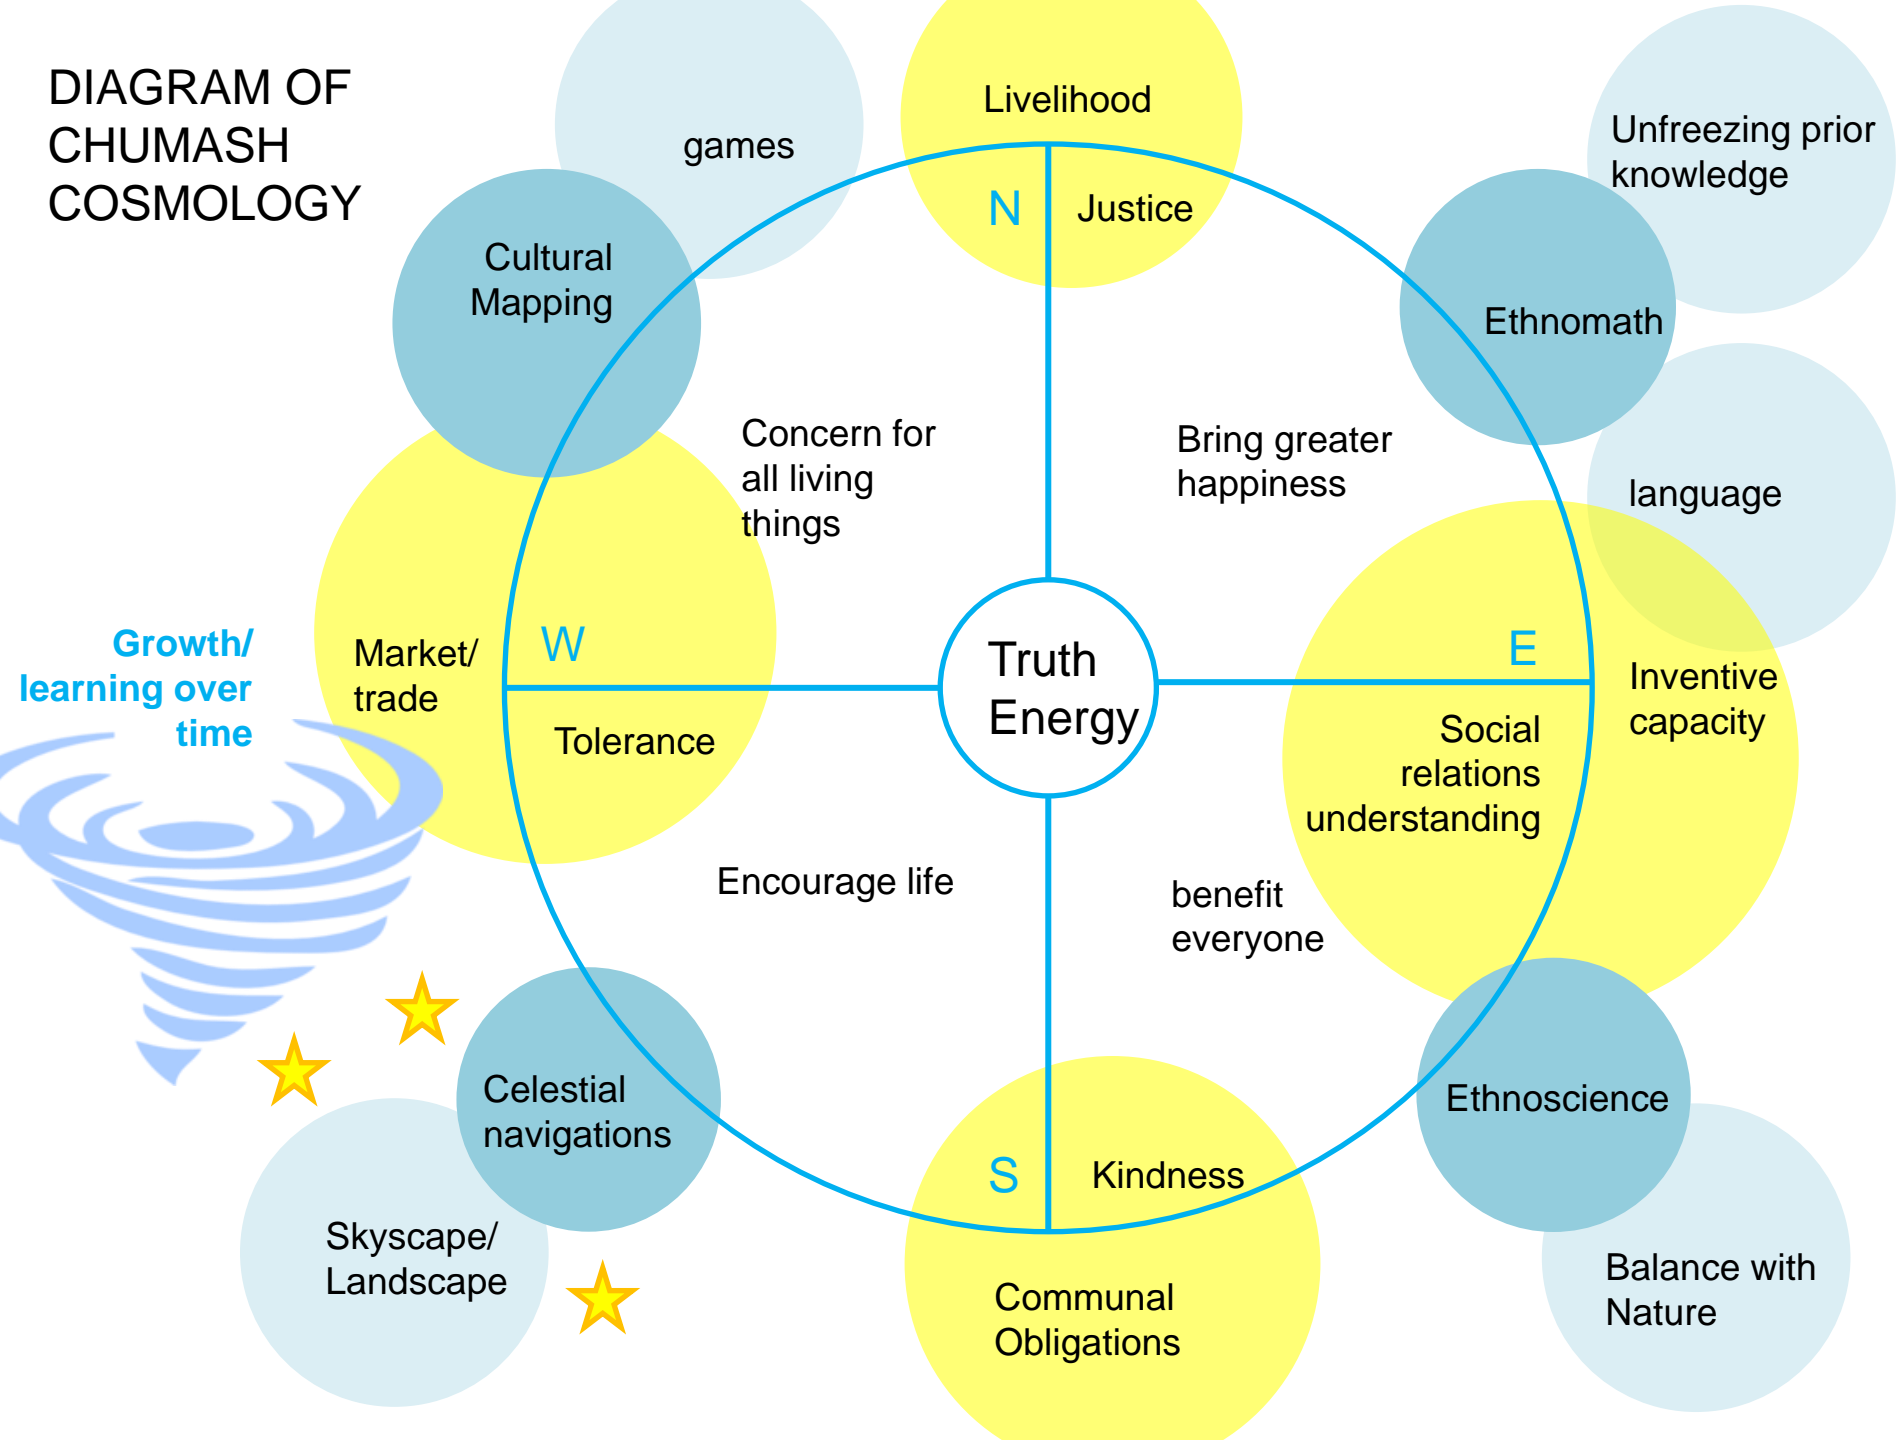 DIAGRAM OF
CHUMASH
COSMOLOGY
games
Livelihood
Unfreezing prior
knowledge
N
Justice
Cultural
Mapping
Ethnomath
Concern for
all living
things
Bring greater
happiness
language
Growth/
learning over
time
Market/
trade
W
Tolerance
Truth
Energy
E
Social
relations
understanding
Inventive
capacity
Encourage life
benefit
everyone
Celestial
navigations
Ethnoscience
S
Kindness
Skyscape/
Landscape
Communal
Obligations
Balance with
Nature